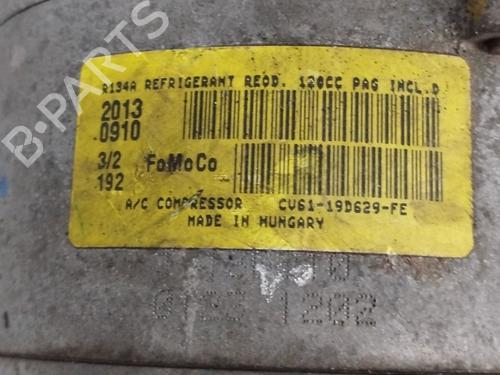 R134A REFRIGERANT REQD. 120CC PAG INCL.D
2013
0910
3/2
192
FoMoCo
A/C COMPRESSOR CV61-19D629-FE
MADE IN HUNGARY
1202